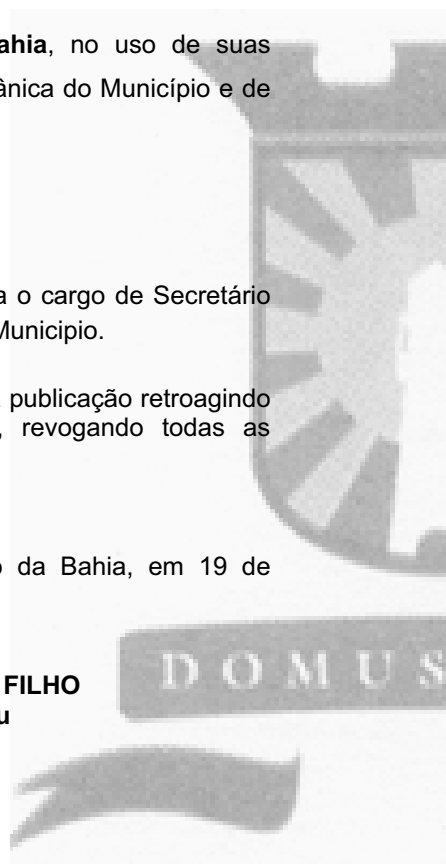 ahia, no uso de suas
ânica do Município e de
a o cargo de Secretário
Municipio.
publicação retroagindo
, revogando todas as
o da Bahia, em 19 de
FILHO
u
DOMUS